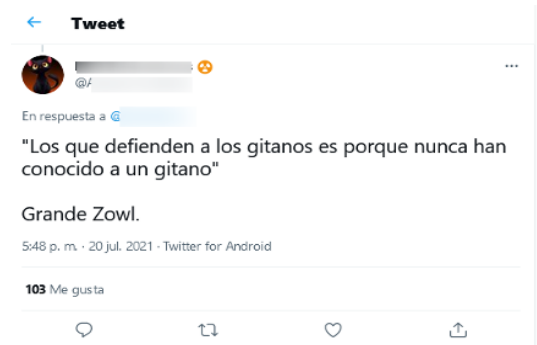 Tweet
@A
En respuesta a @
"Los que defienden a los gitanos es porque nunca han
conocido a un gitano"
Grande Zowl.
5:48 p. m. · 20 jul. 2021 · Twitter for Android
103 Me gusta